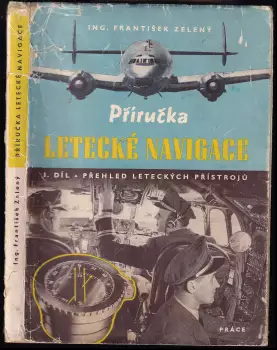 ING. FRANTIŠEK ZELENÝ
Příručka
LETECKÉ NAVIGACE
I. DÍL • PŘEHLED LETECKÝCH PŘÍSTROJŮ
PRÁCE
Ing. František Zelený
PŘÍRUČKA LETECKÉ NAVIGACE